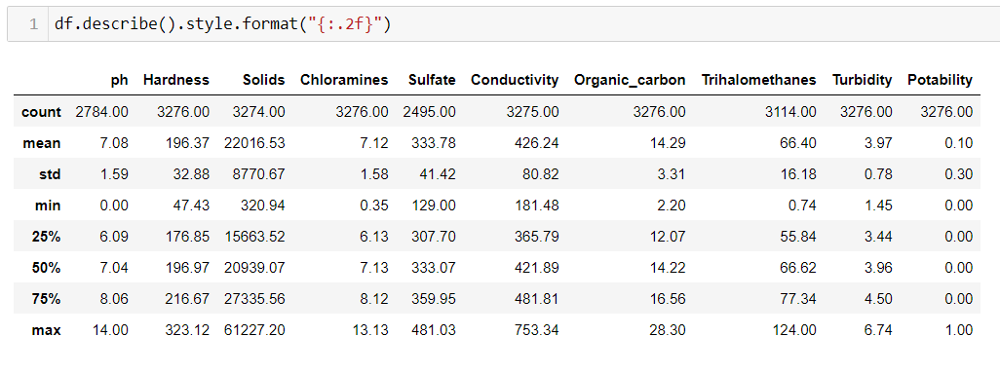 1 df.describe().style.format("{:.2f}")
ph Hardness Solids Chloramines Sulfate Conductivity Organic_carbon Trihalomethanes Turbidity Potability
count 2784.00 3276.00 3274.00 3276.00 2495.00 3275.00 3276.00 3114.00 3276.00 3276.00
mean 7.08 196.37 22016.53 7.12 333.78 426.24 14.29 66.40 3.97 0.10
std 1.59 32.88 8770.67 1.58 41.42 80.82 3.31 16.18 0.78 0.30
min 0.00 47.43 320.94 0.35 129.00 181.48 2.20 0.74 1.45 0.00
25% 6.09 176.85 15663.52 6.13 307.70 365.79 12.07 55.84 3.44 0.00
50% 7.04 196.97 20939.07 7.13 333.07 421.89 14.22 66.62 3.96 0.00
75% 8.06 216.67 27335.56 8.12 359.95 481.81 16.56 77.34 4.50 0.00
max 14.00 323.12 61227.20 13.13 481.03 753.34 28.30 124.00 6.74 1.00